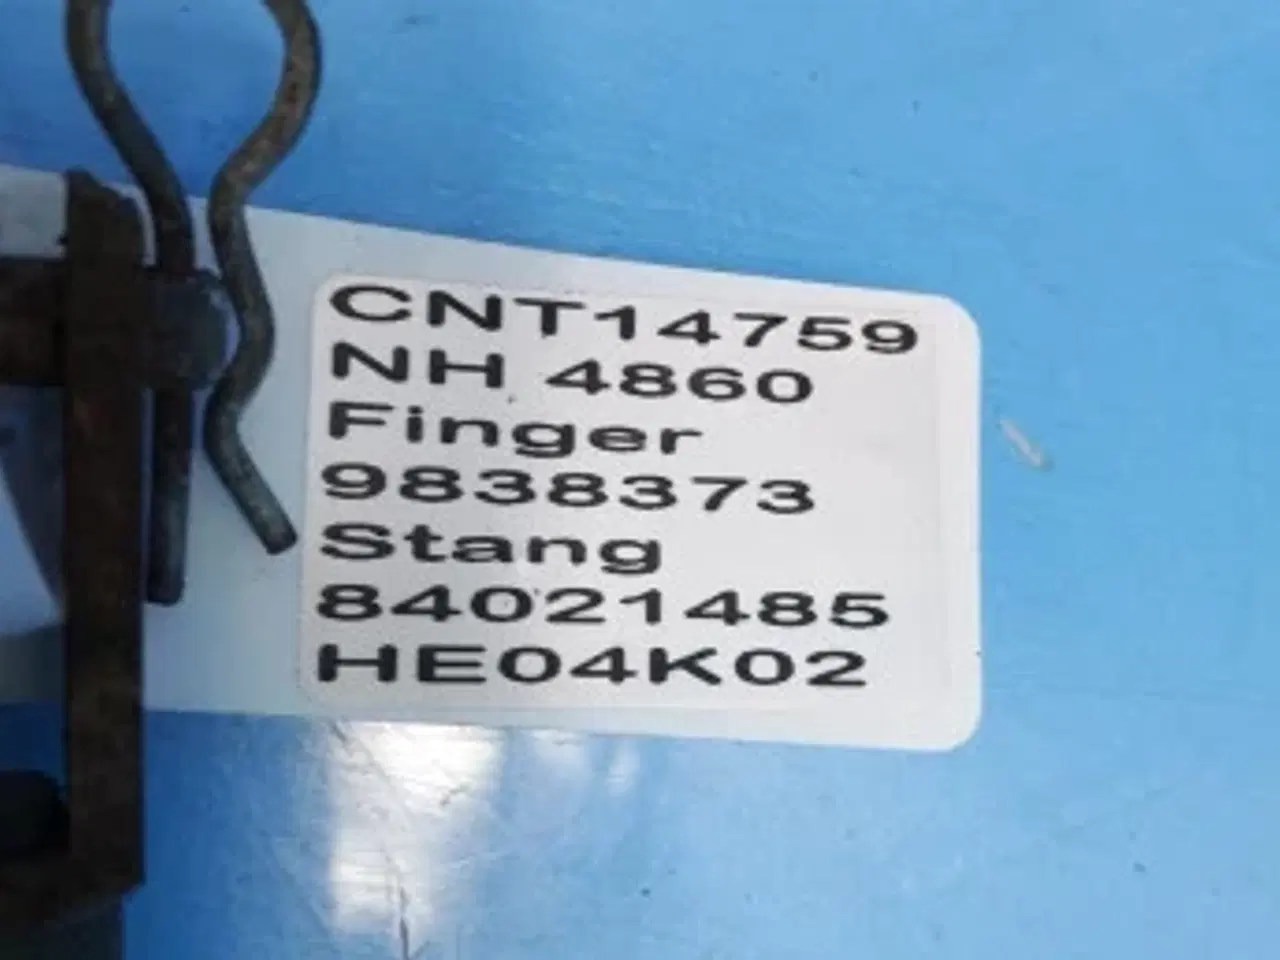 CNT14759
NH 4860
Finger
9838373
Stang
84021485
HE04K02